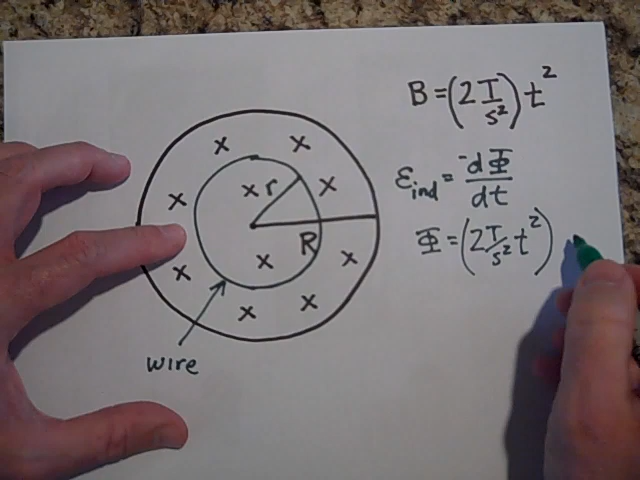 B = (2 T/s²) t²
ε_ind = -dΦ/dt
Φ = (2 T/s² t²)
x x
x x r x
R
x x x
x x
wire